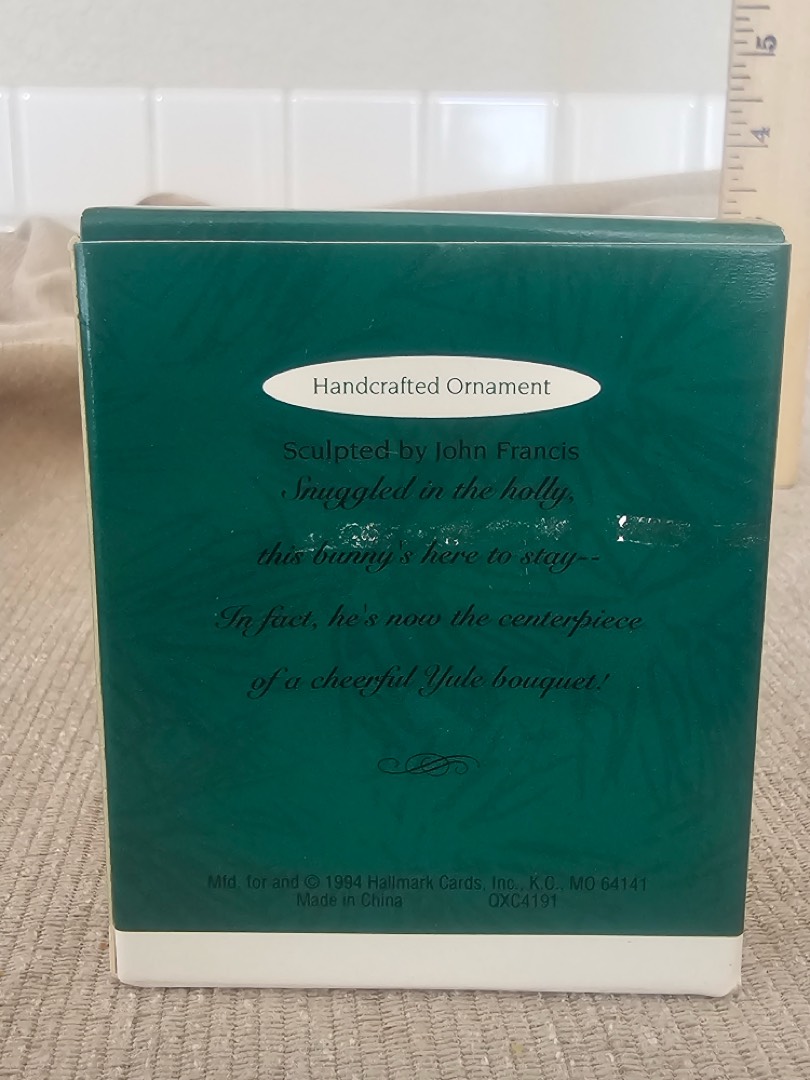 5
4
Handcrafted Ornament
Sculpted by John Francis
Snuggled in the holly,
this bunny's here to stay--
In fact, he's now the centerpiece
of a cheerful Yule bouquet!
Mfd. for and © 1994 Hallmark Cards, Inc., K.C., MO 64141
Made in China QXC4191